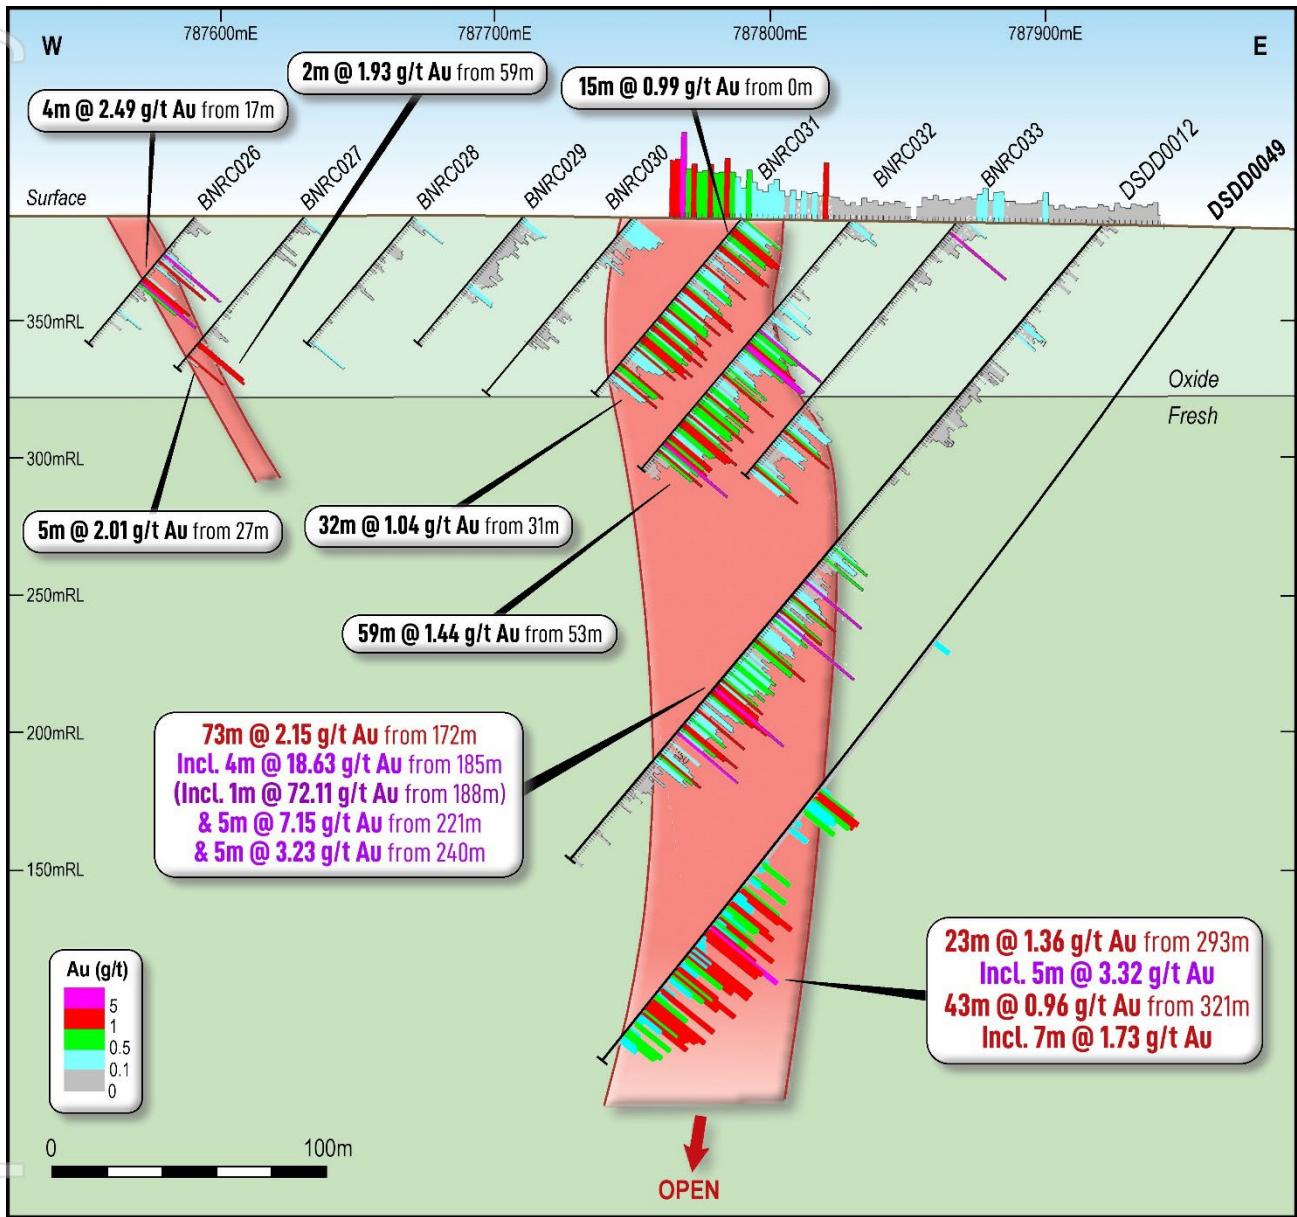 787600mE
787700mE
787800mE
787900mE
W
E
2m @ 1.93 g/t Au from 59m
15m @ 0.99 g/t Au from 0m
4m @ 2.49 g/t Au from 17m
BNRC026
BNRC027
BNRC028
BNRC029
BNRC030
BNRC031
BNRC032
BNRC033
DSDD0012
DSDD0049
Surface
350mRL
Oxide
Fresh
300mRL
5m @ 2.01 g/t Au from 27m
32m @ 1.04 g/t Au from 31m
250mRL
59m @ 1.44 g/t Au from 53m
200mRL
73m @ 2.15 g/t Au from 172m
Incl. 4m @ 18.63 g/t Au from 185m
(Incl. 1m @ 72.11 g/t Au from 188m)
& 5m @ 7.15 g/t Au from 221m
& 5m @ 3.23 g/t Au from 240m
150mRL
23m @ 1.36 g/t Au from 293m
Incl. 5m @ 3.32 g/t Au
43m @ 0.96 g/t Au from 321m
Incl. 7m @ 1.73 g/t Au
Au (g/t)
5
1
0.5
0.1
0
0
100m
OPEN